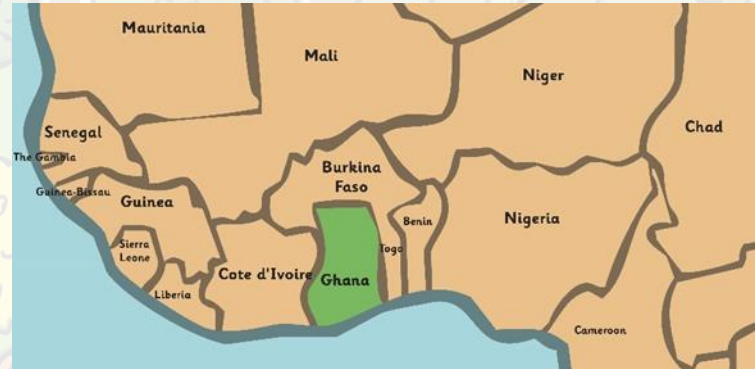 Mauritania
Mali
Niger
Chad
Senegal
The Gambia
Guinea-Bissau
Guinea
Burkina
Faso
Benin
Nigeria
Togo
Sierra
Leone
Cote d'Ivoire
Ghana
Liberia
Cameroon